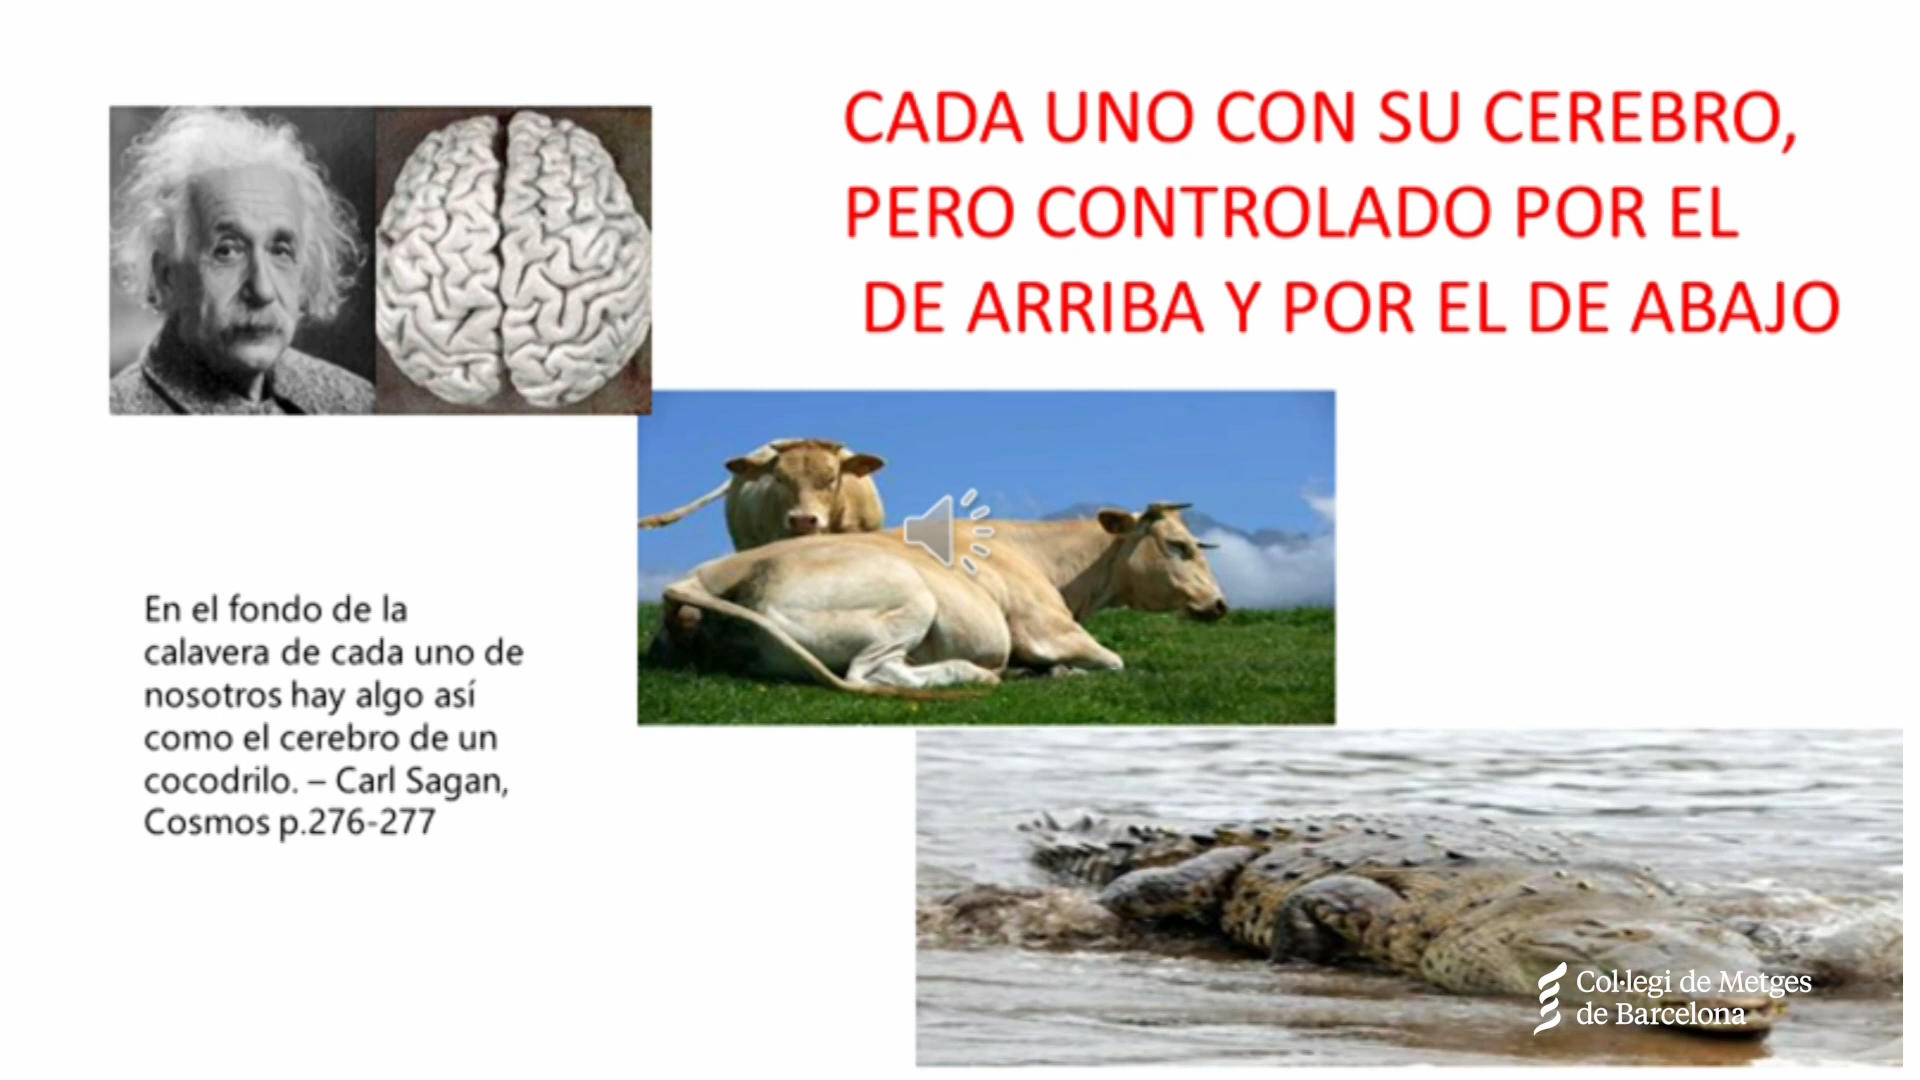 CADA UNO CON SU CEREBRO,
PERO CONTROLADO POR EL
DE ARRIBA Y POR EL DE ABAJO
En el fondo de la
calavera de cada uno de
nosotros hay algo así
como el cerebro de un
cocodrilo. – Carl Sagan,
Cosmos p.276-277
Col·legi de Metges
de Barcelona